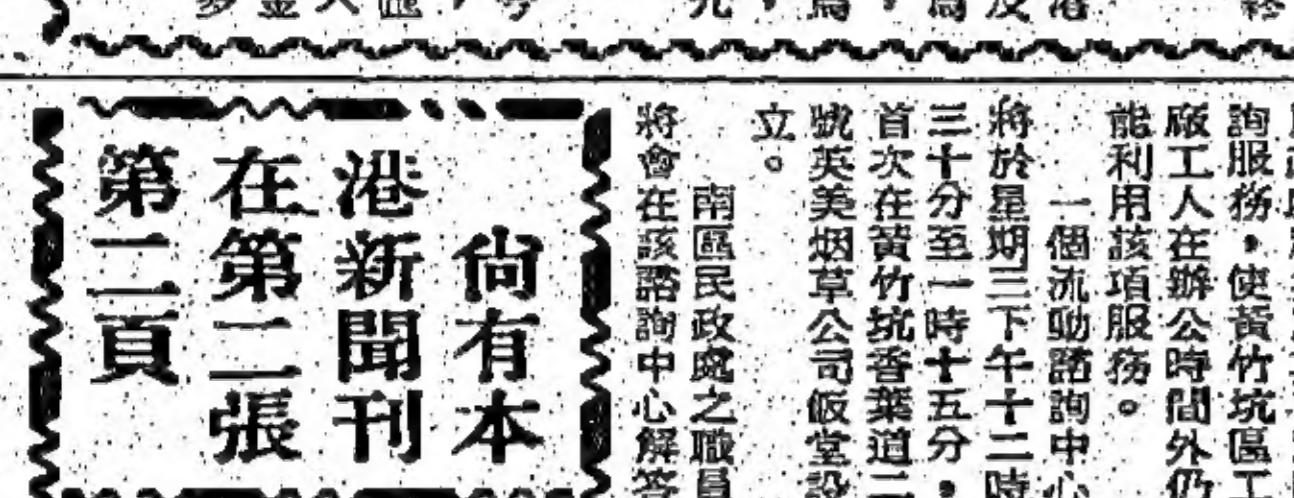 詢服務,使黃竹坑區工
廠工人在辦公時間外仍
能利用該項服務。
一個流動諮詢中心
將於星期三下午十二時
三十分至一時十五分,
首次在黃竹坑香葉道二
號英美烟草公司飯堂設
立。
南區民政處之職員
將會在該諮詢中心解答
尙有本
港新聞刊
在第二張
第二頁